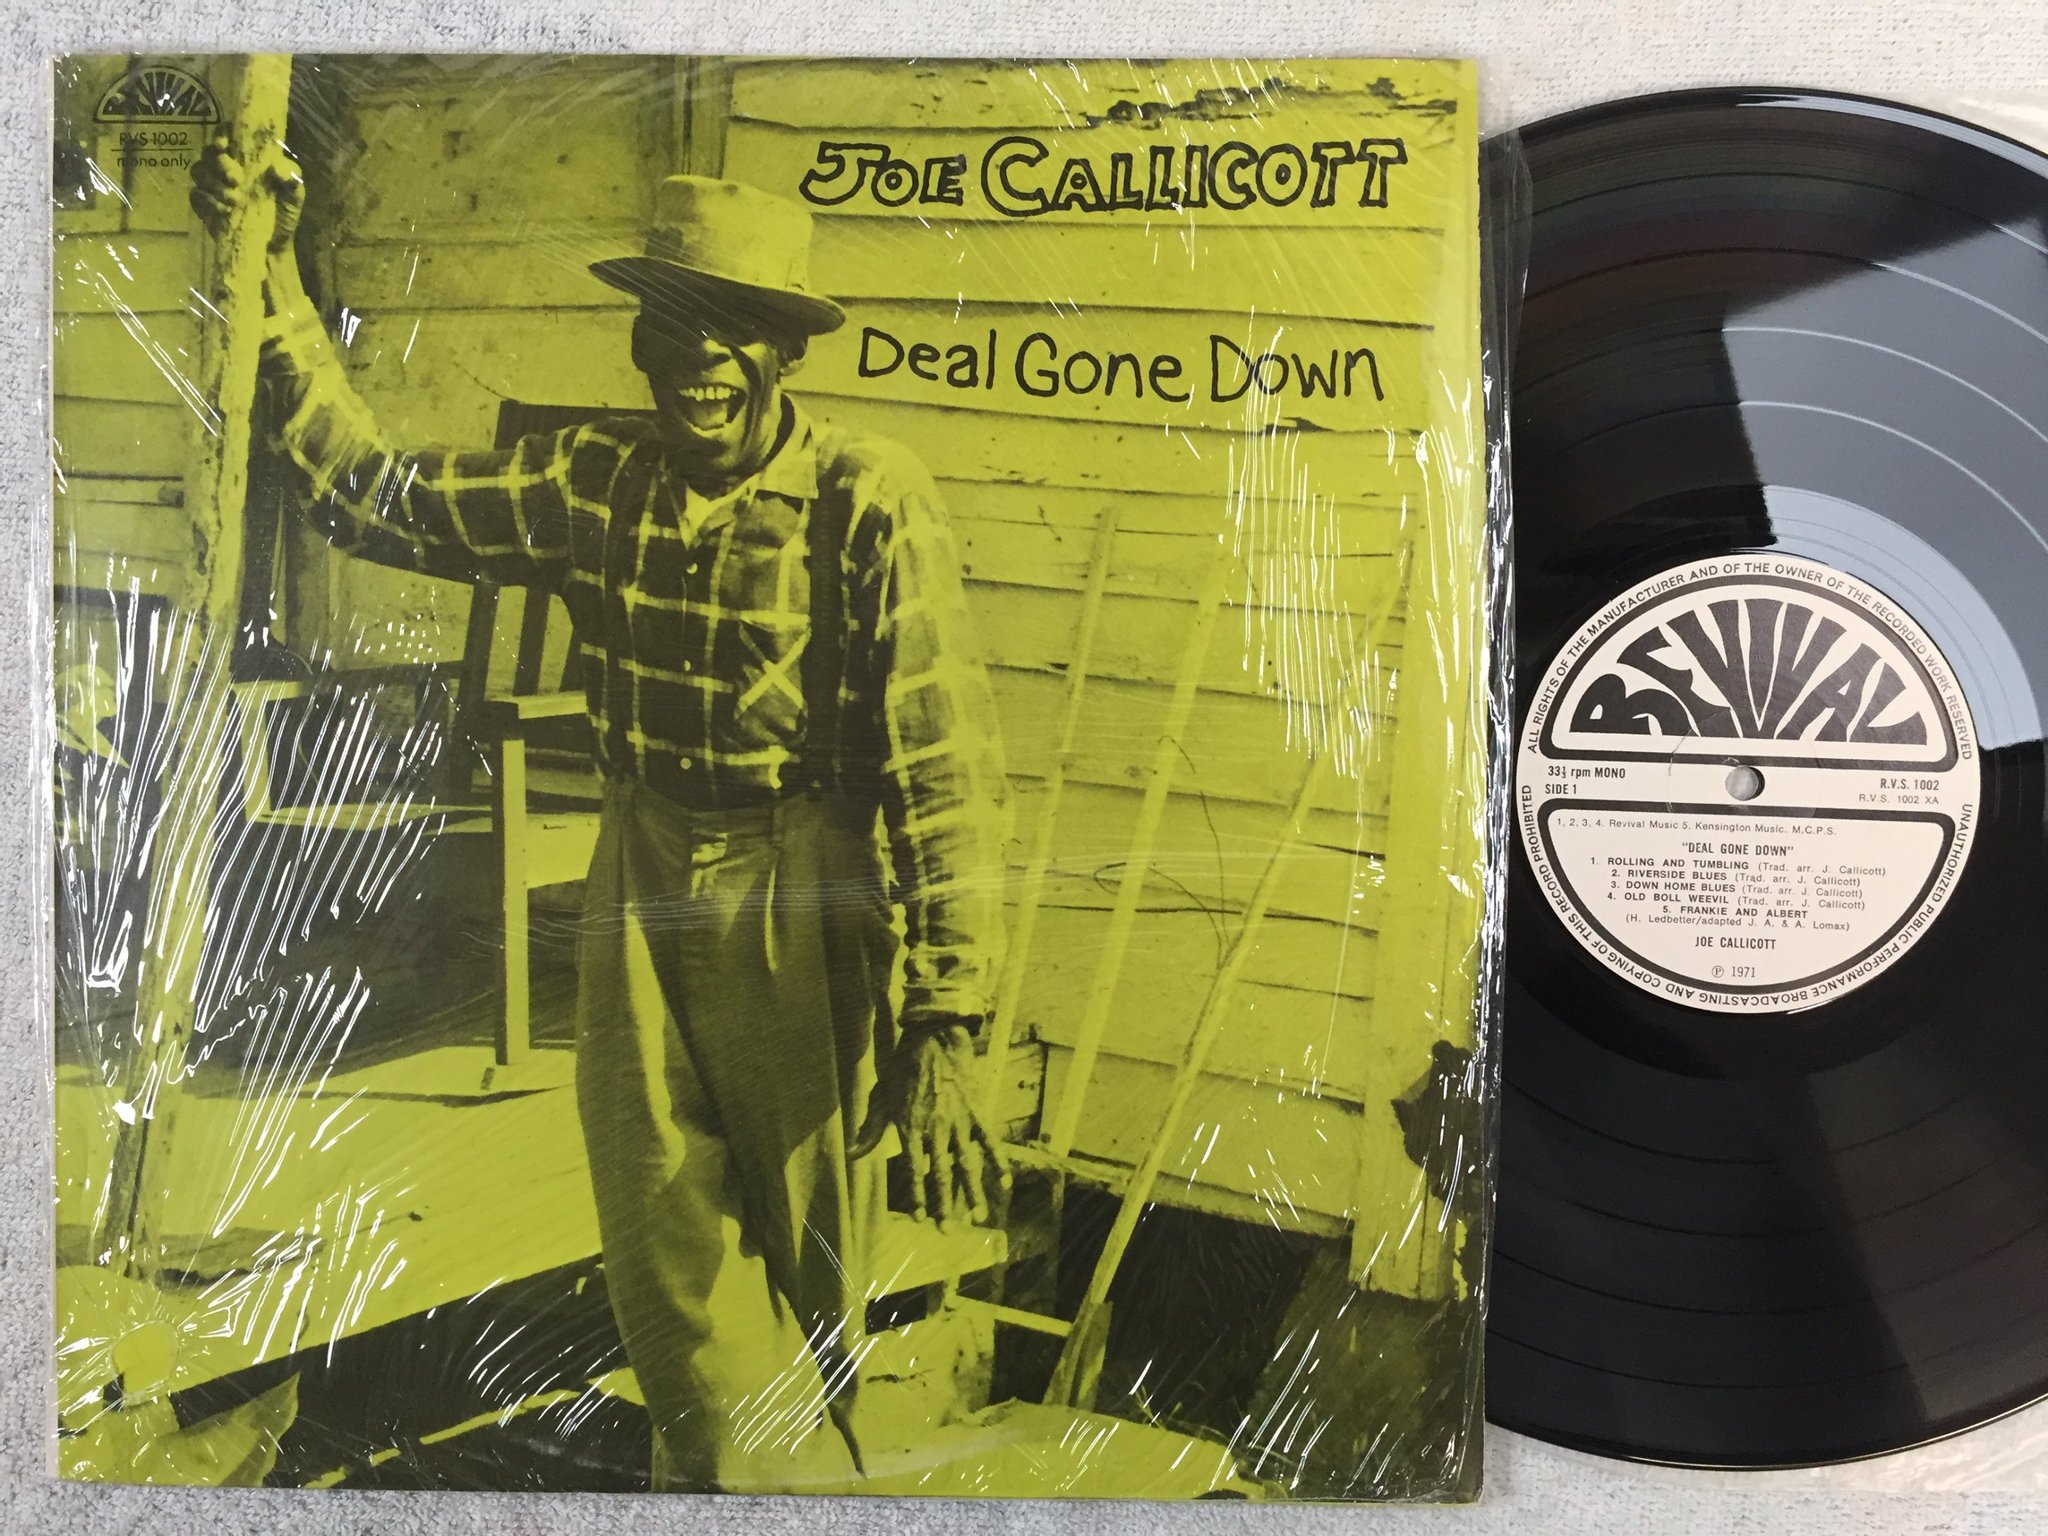 REVIVAL
RVS 1002
mono only
JOE CALLICOTT
Deal Gone Down
ALL RIGHTS OF THE MANUFACTURER AND OF THE OWNER OF THE RECORDED WORK RESERVED
UNAUTHORIZED PUBLIC PERFORMANCE BROADCASTING AND COPYING OF THIS RECORD PROHIBITED
REVIVAL
33⅓ rpm MONO
SIDE 1
R.V.S. 1002
R.V.S. 1002 XA
1, 2, 3, 4. Revival Music 5. Kensington Music. M.C.P.S.
"DEAL GONE DOWN"
1. ROLLING AND TUMBLING (Trad. arr. J. Callicott)
2. RIVERSIDE BLUES (Trad. arr. J. Callicott)
3. DOWN HOME BLUES (Trad. arr. J. Callicott)
4. OLD BOLL WEEVIL (Trad. arr. J. Callicott)
5. FRANKIE AND ALBERT
(H. Ledbetter/adapted J. A. & A. Lomax)
JOE CALLICOTT
℗ 1971